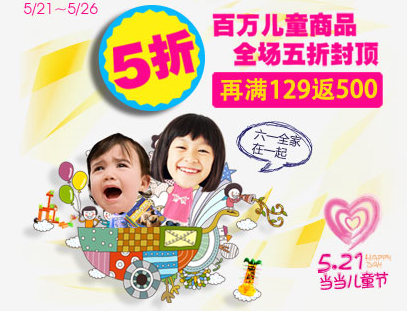 5/21～5/26
5折
百万儿童商品
全场五折封顶
再满129返500
六一全家
在一起
HAPPY
DAY
5.21
当当儿童节